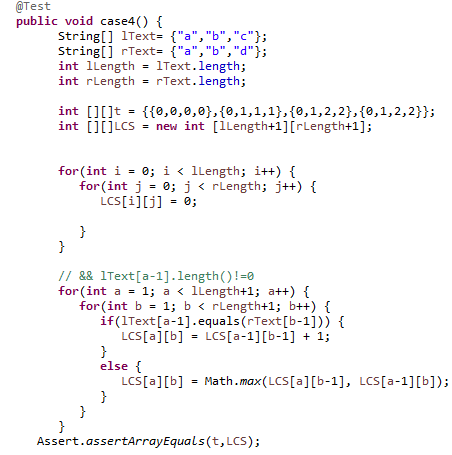 @Test
public void case4() {
String[] lText= {"a","b","c"};
String[] rText= {"a","b","d"};
int lLength = lText.length;
int rLength = rText.length;
int [][]t = {{0,0,0,0},{0,1,1,1},{0,1,2,2},{0,1,2,2}};
int [][]LCS = new int [lLength+1][rLength+1];
for(int i = 0; i < lLength; i++) {
for(int j = 0; j < rLength; j++) {
LCS[i][j] = 0;
}
}
// && lText[a-1].length()!=0
for(int a = 1; a < lLength+1; a++) {
for(int b = 1; b < rLength+1; b++) {
if(lText[a-1].equals(rText[b-1])) {
LCS[a][b] = LCS[a-1][b-1] + 1;
}
else {
LCS[a][b] = Math.max(LCS[a][b-1], LCS[a-1][b]);
}
}
}
Assert.assertArrayEquals(t,LCS);